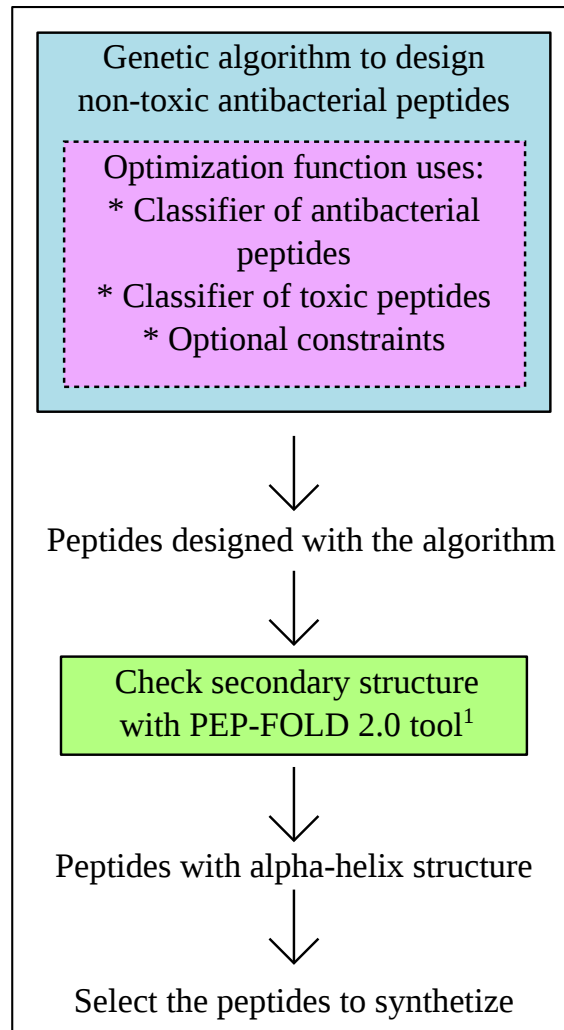 Genetic algorithm to design
non-toxic antibacterial peptides
Optimization function uses:
* Classifier of antibacterial
peptides
* Classifier of toxic peptides
* Optional constraints
Peptides designed with the algorithm
Check secondary structure
with PEP-FOLD 2.0 tool¹
Peptides with alpha-helix structure
Select the peptides to synthetize